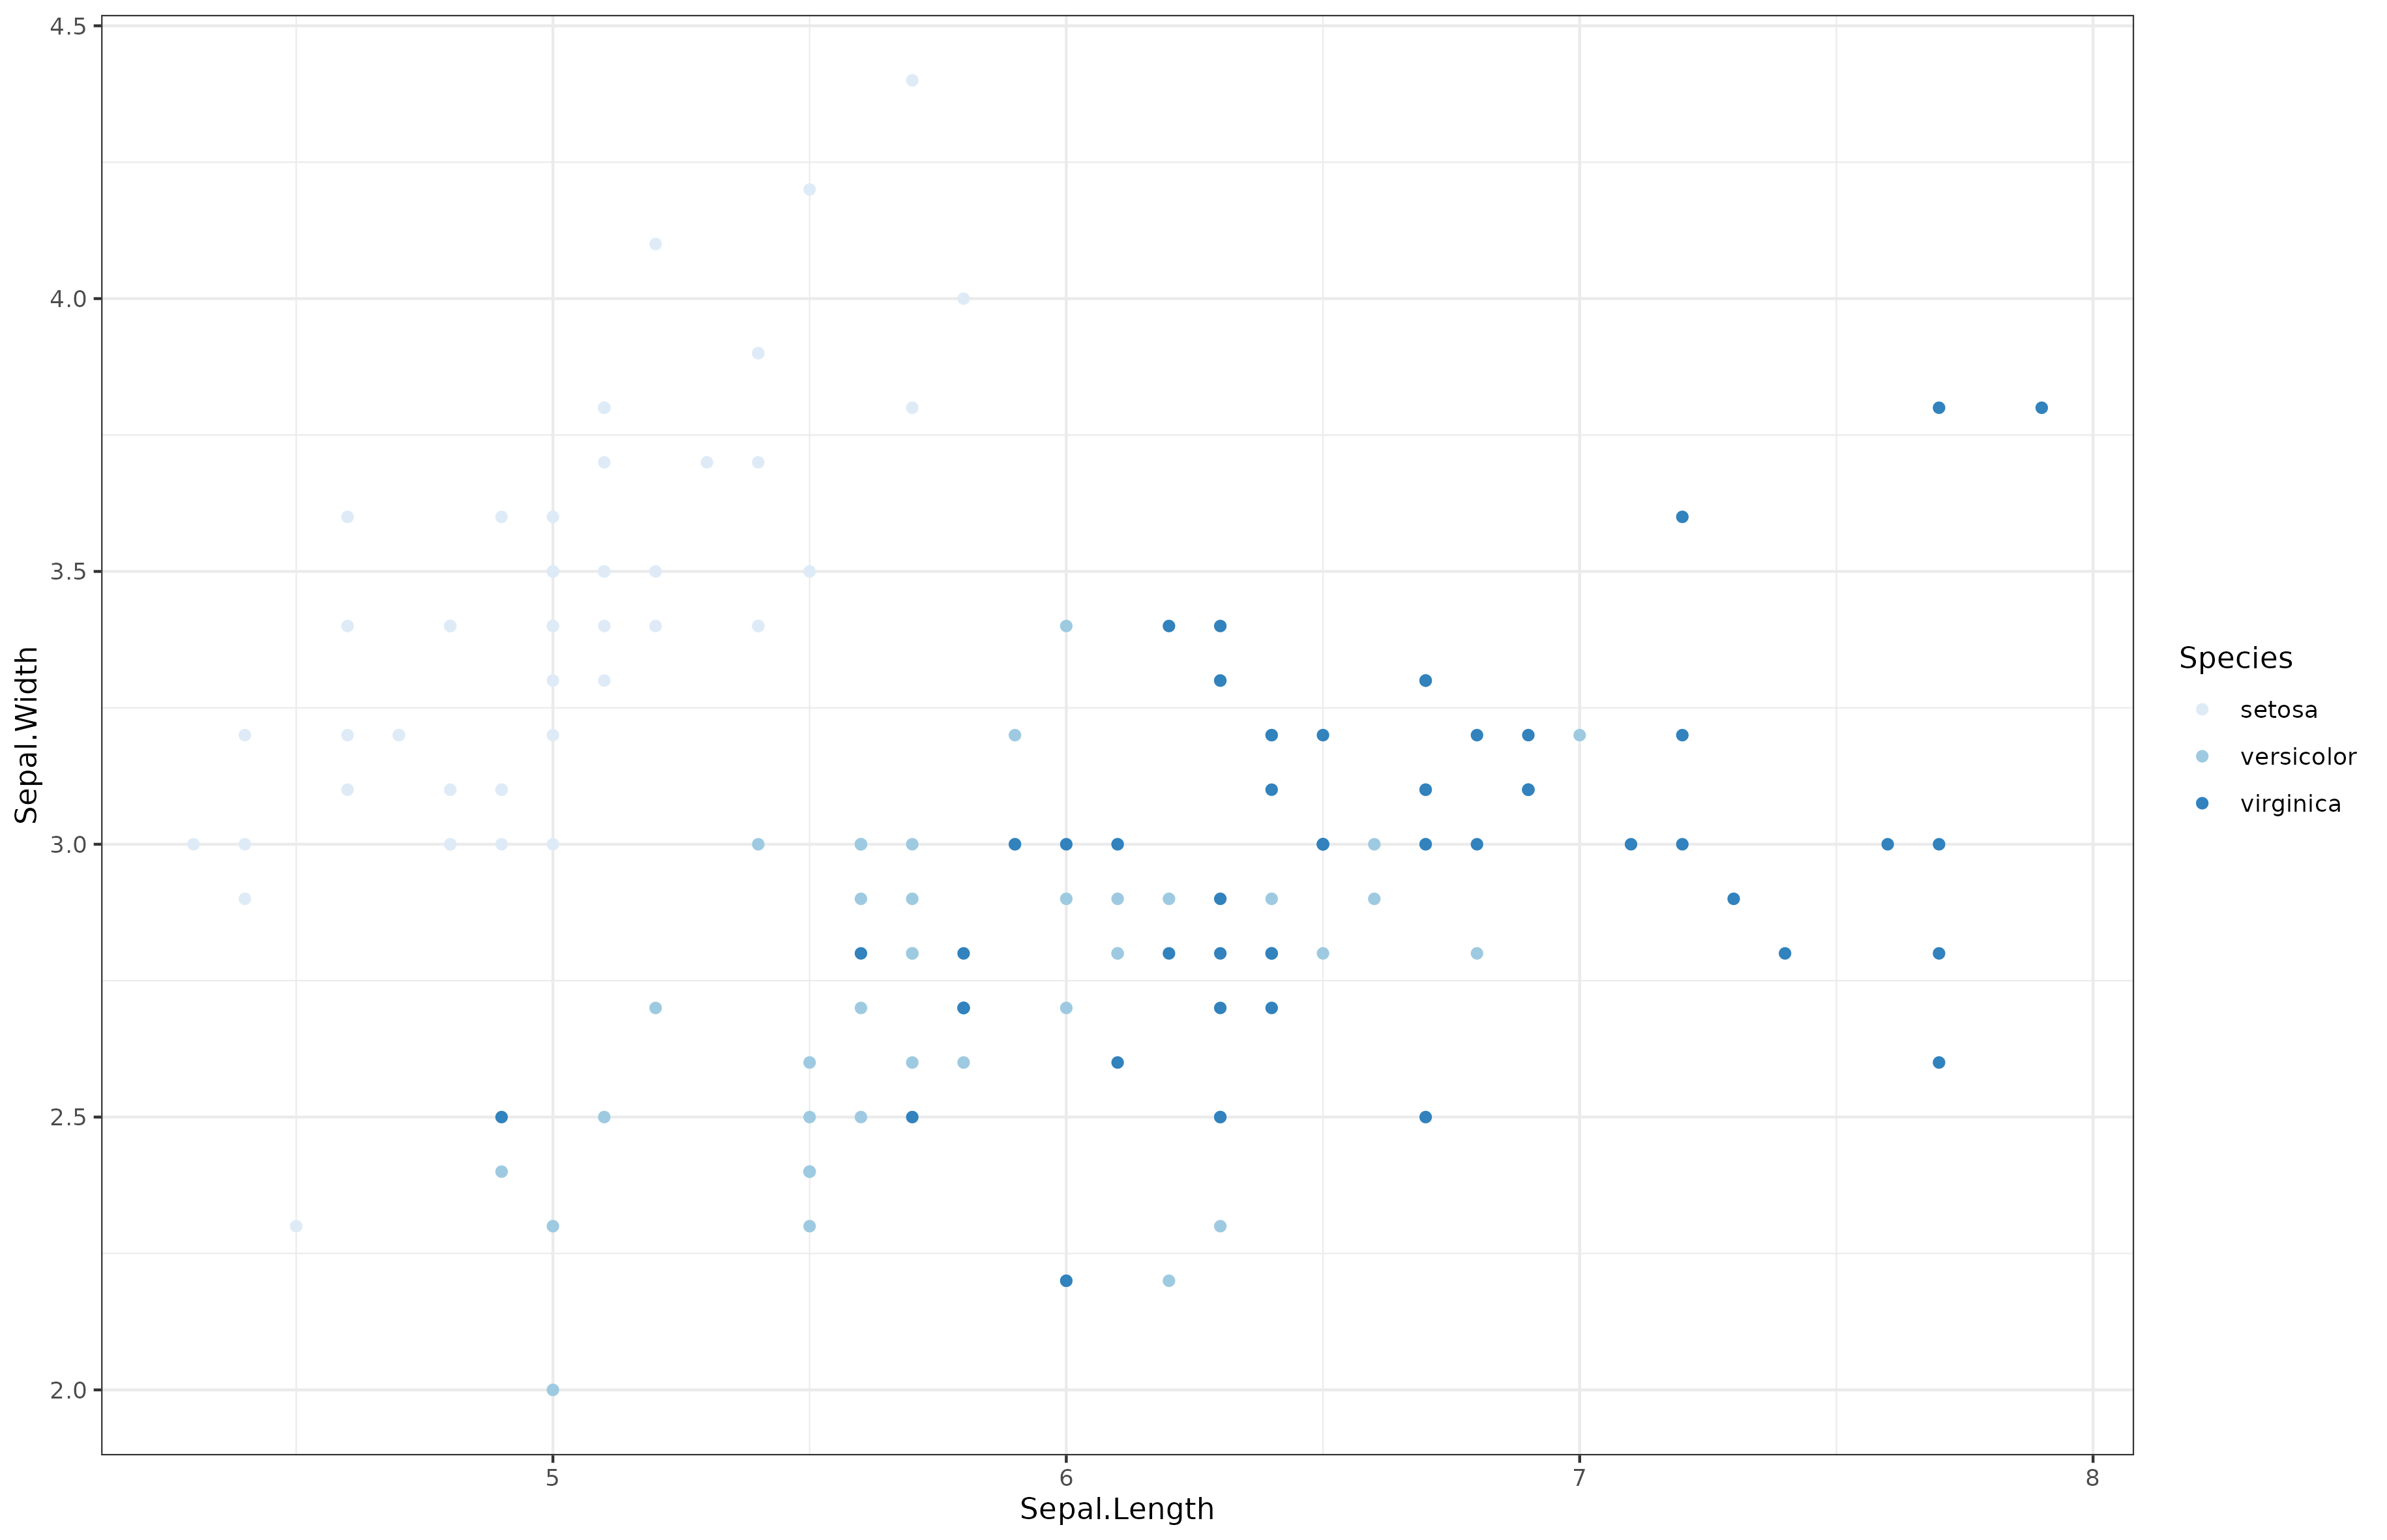 4.5
4.0
3.5
3.0
2.5
2.0
Sepal.Width
5 6 7 8
Sepal.Length
Species
setosa
versicolor
virginica